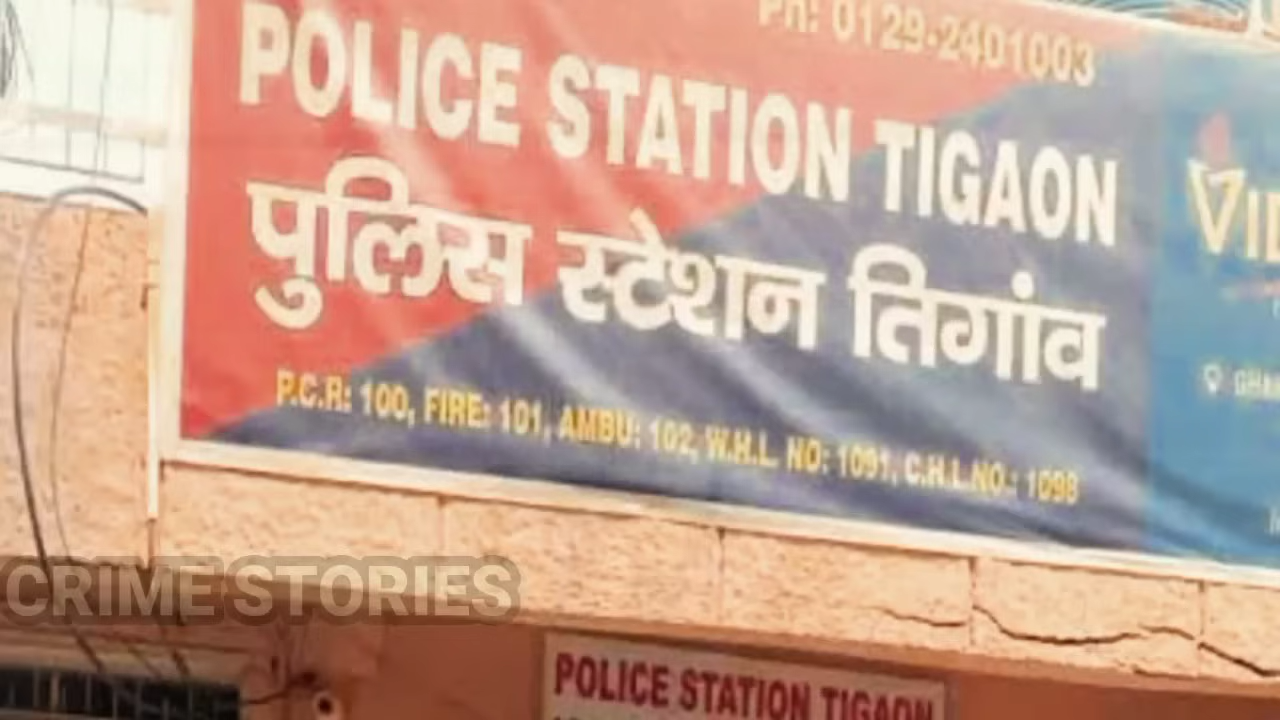 Ph: 0129-2401003
POLICE STATION TIGAON
पुलिस स्टेशन तिगांव
P.C.R: 100, FIRE: 101, AMBU: 102, W.H.L. NO: 1091, C.H.L.NO.: 1098
CRIME STORIES
POLICE STATION TIGAON